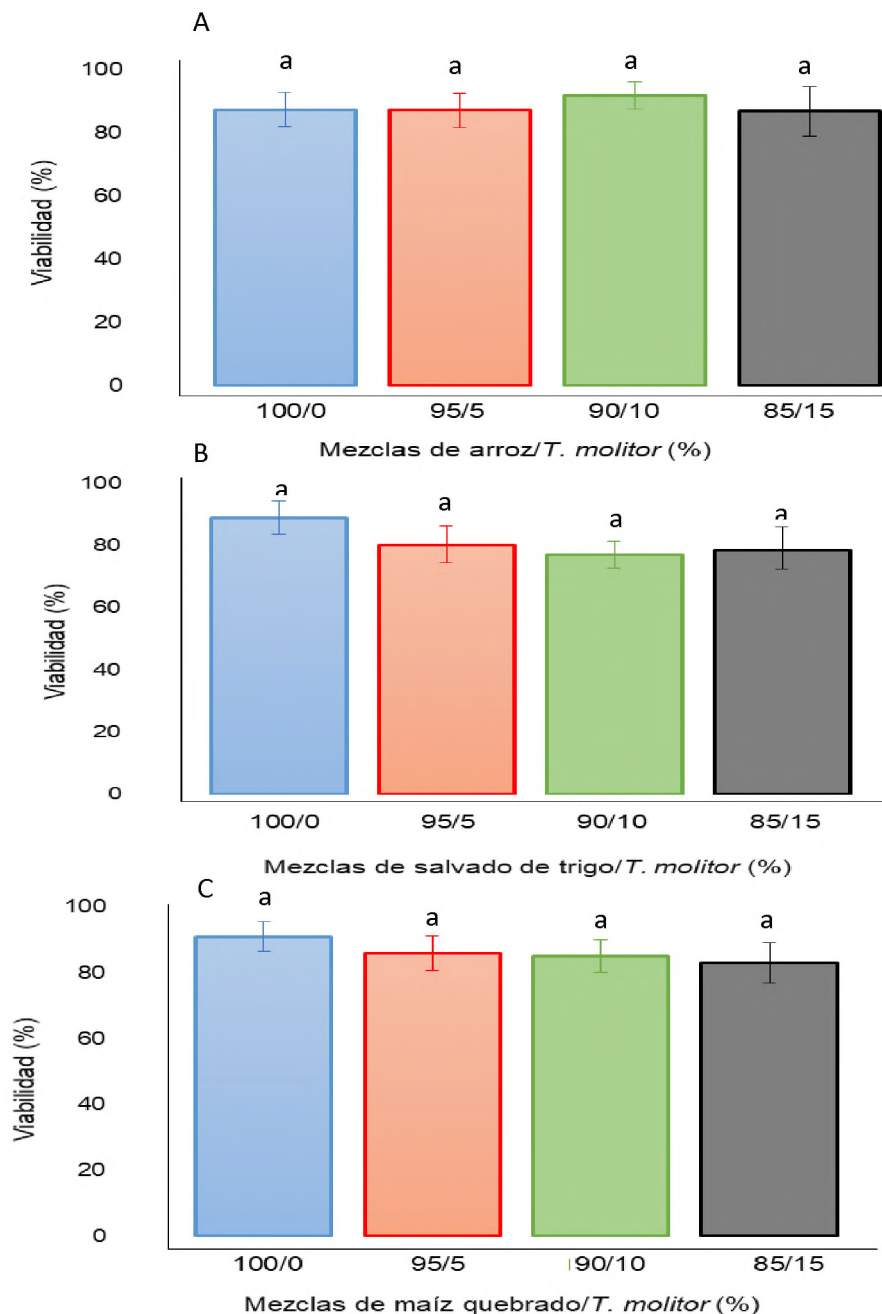 A
a a a a
100
80
60
40
20
0
Viabilidad (%)
100/0 95/5 90/10 85/15
Mezclas de arroz/T. molitor (%)
B
a a a a
100
80
60
40
20
0
Viabilidad (%)
100/0 95/5 90/10 85/15
Mezclas de salvado de trigo/T. molitor (%)
C
a a a a
100
80
60
40
20
0
Viabilidad (%)
100/0 95/5 90/10 85/15
Mezclas de maíz quebrado/T. molitor (%)